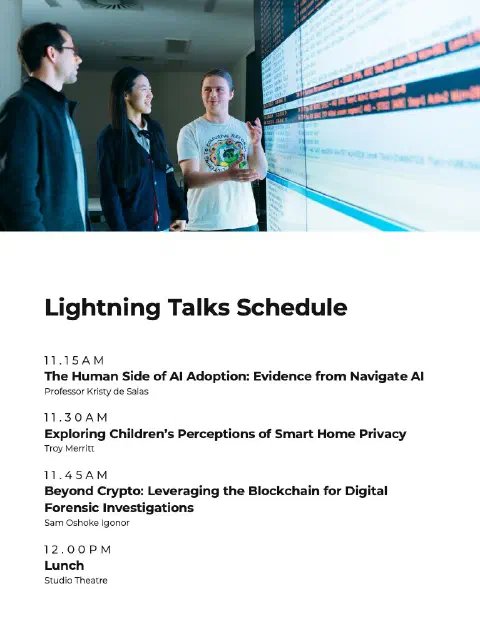 Lightning Talks Schedule
11.15AM
The Human Side of AI Adoption: Evidence from Navigate AI
Professor Kristy de Salas
11.30AM
Exploring Children's Perceptions of Smart Home Privacy
Troy Merritt
11.45AM
Beyond Crypto: Leveraging the Blockchain for Digital
Forensic Investigations
Sam Oshoke Igonor
12.00PM
Lunch
Studio Theatre